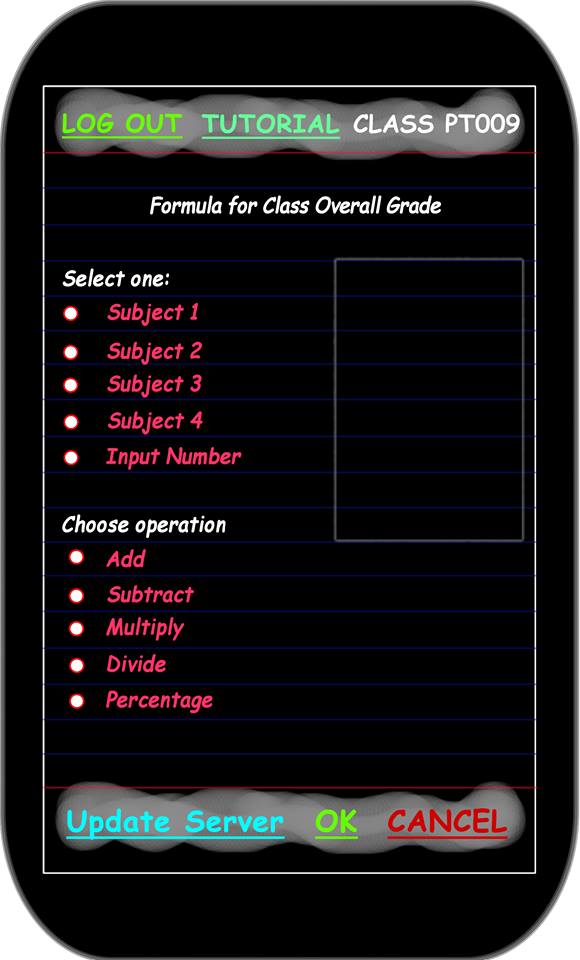 LOG OUT TUTORIAL CLASS PT009
Formula for Class Overall Grade
Select one:
Subject 1
Subject 2
Subject 3
Subject 4
Input Number
Choose operation
Add
Subtract
Multiply
Divide
Percentage
Update Server OK CANCEL